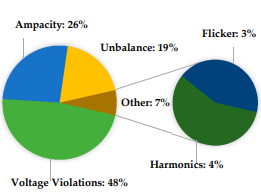 Ampacity: 26%
Flicker: 3%
Unbalance: 19%
Other: 7%
Harmonics: 4%
Voltage Violations: 48%